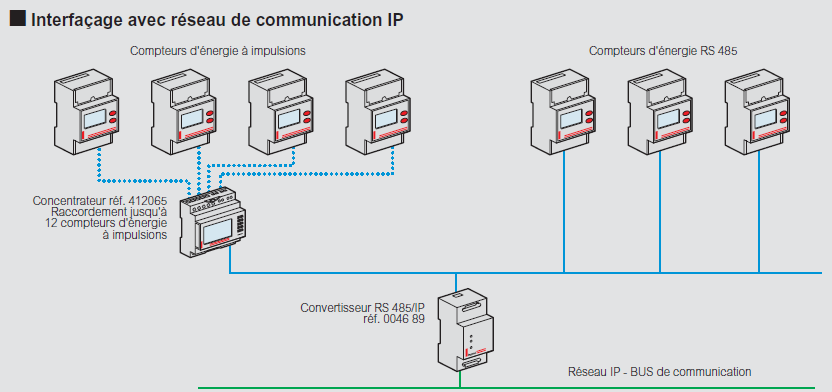 Interfaçage avec réseau de communication IP
Compteurs d'énergie à impulsions
Compteurs d'énergie RS 485
Concentrateur réf. 412065
Raccordement jusqu'à
12 compteurs d'énergie
à impulsions
Convertisseur RS 485/IP
réf. 0046 89
Réseau IP - BUS de communication